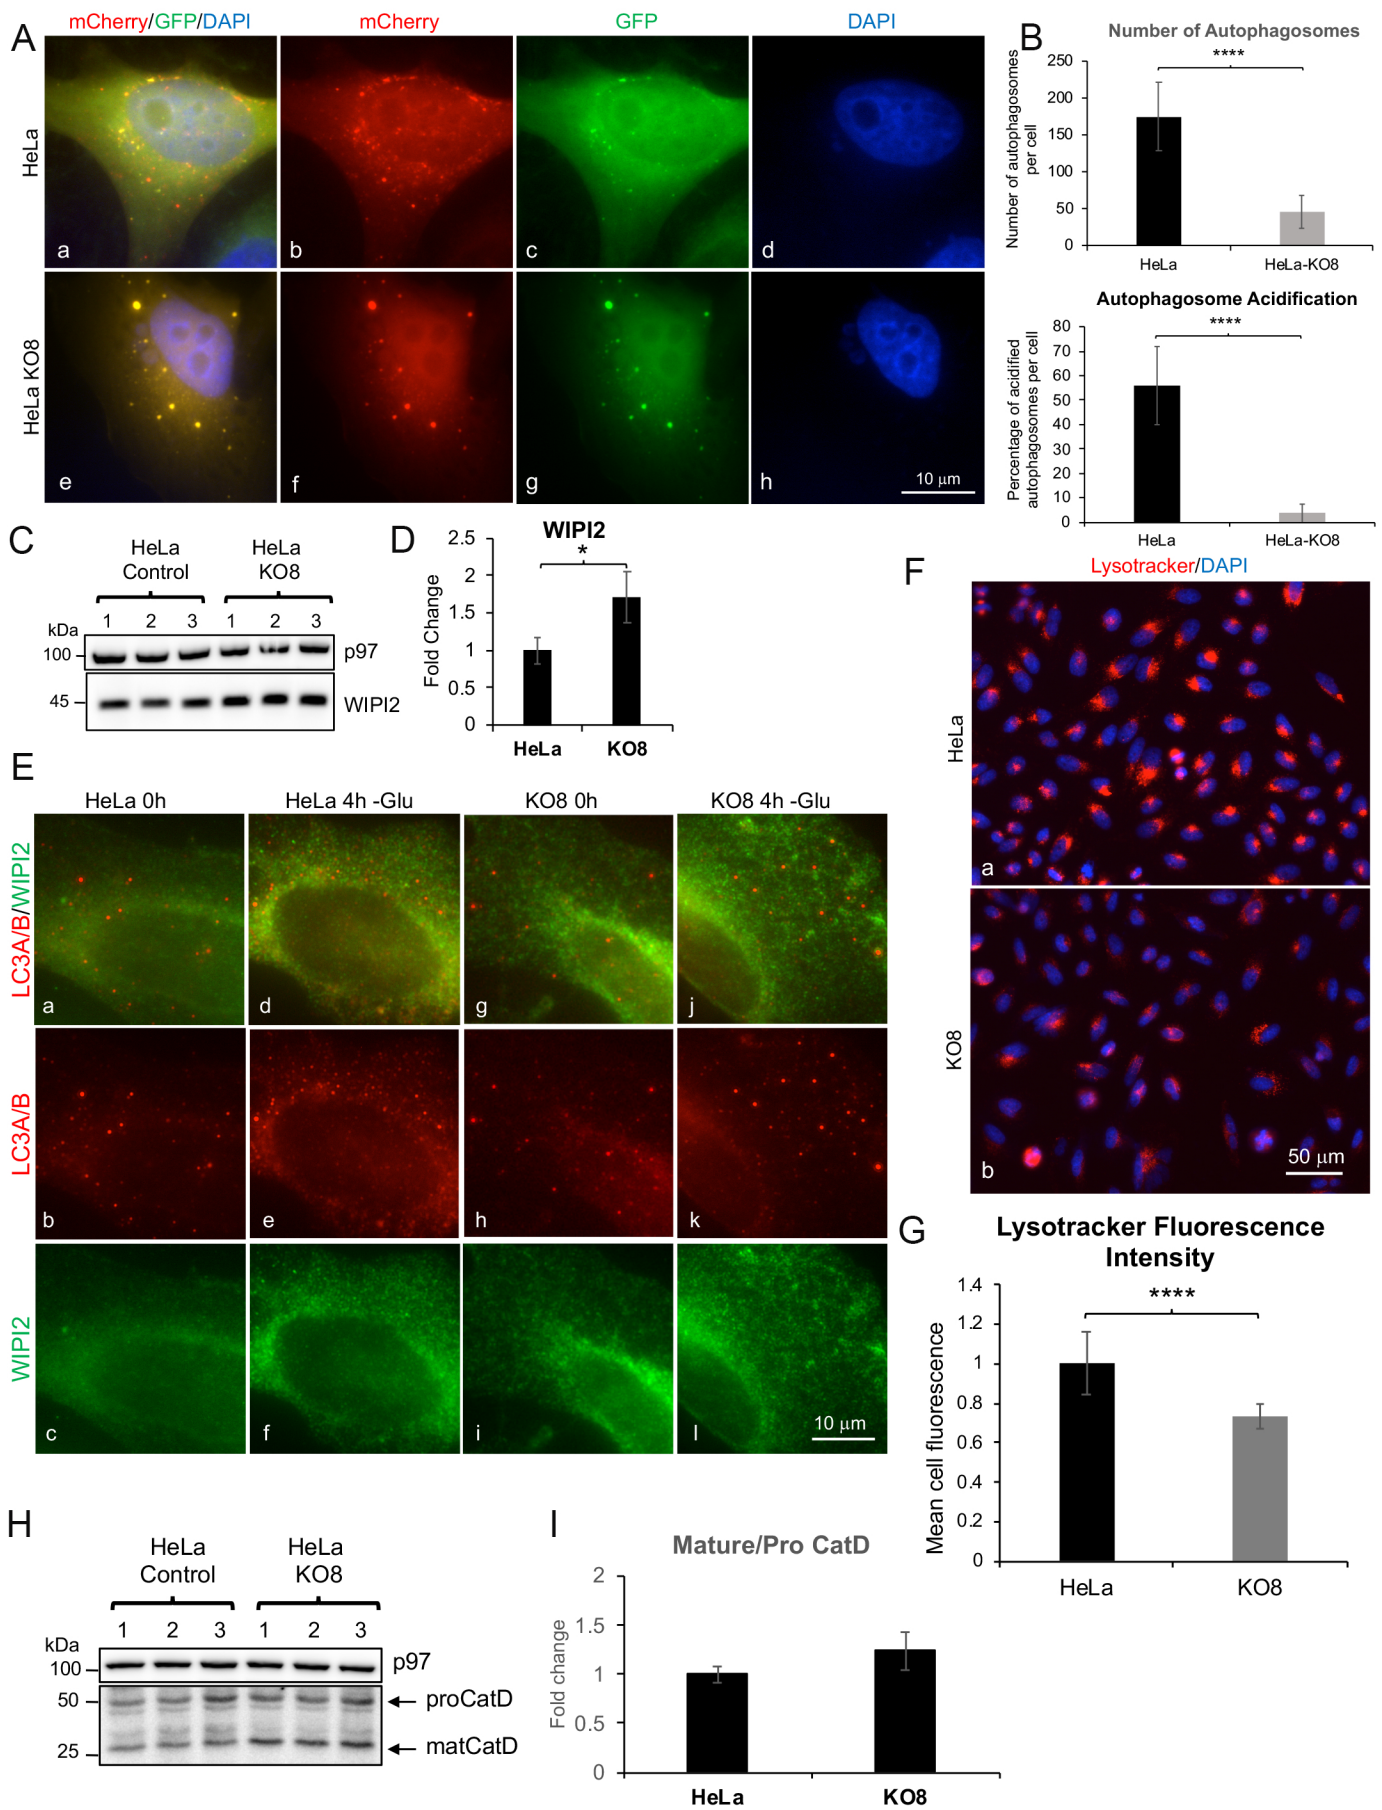 A
mCherry/GFP/DAPI
mCherry
GFP
DAPI
HeLa
a
b
c
d
HeLa KO8
e
f
g
h
10 μm
B
Number of Autophagosomes
****
Number of autophagosomes
per cell
250
200
150
100
50
0
HeLa
HeLa-KO8
Autophagosome Acidification
****
Percentage of acidified
autophagosomes per cell
80
70
60
50
40
30
20
10
0
HeLa
HeLa-KO8
C
HeLa
Control
HeLa
KO8
1 2 3 1 2 3
kDa
100
p97
45
WIPI2
D
WIPI2
*
Fold Change
2.5
2
1.5
1
0.5
0
HeLa
KO8
E
HeLa 0h
HeLa 4h -Glu
KO8 0h
KO8 4h -Glu
LC3A/B/WIPI2
a
d
g
j
LC3A/B
b
e
h
k
WIPI2
c
f
i
l
10 μm
F
Lysotracker/DAPI
HeLa
a
KO8
b
50 μm
G
Lysotracker Fluorescence
Intensity
****
Mean cell fluorescence
1.4
1.2
1
0.8
0.6
0.4
0.2
0
HeLa
KO8
H
HeLa
Control
HeLa
KO8
1 2 3 1 2 3
kDa
100
p97
50
proCatD
25
matCatD
I
Mature/Pro CatD
Fold change
2
1.5
1
0.5
0
HeLa
KO8